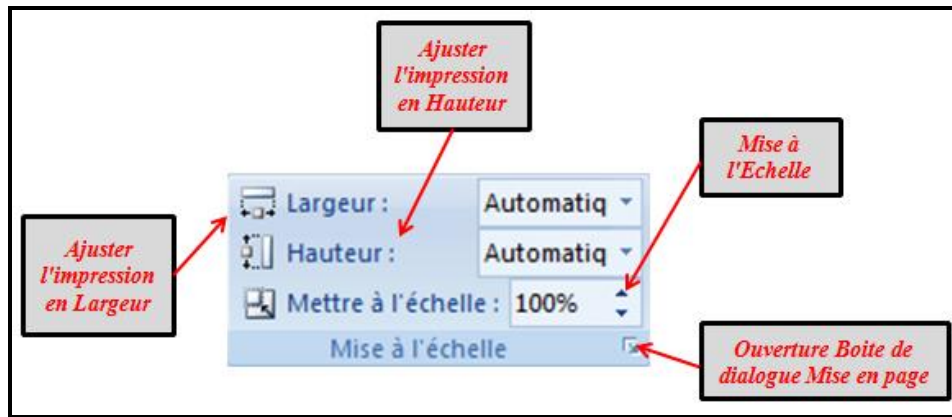 Ajuster
l'impression
en Hauteur
Mise à
l'Echelle
Largeur :
Automatiq
Hauteur :
Automatiq
Mettre à l'échelle :
100%
Mise à l'échelle
Ajuster
l'impression
en Largeur
Ouverture Boite de
dialogue Mise en page